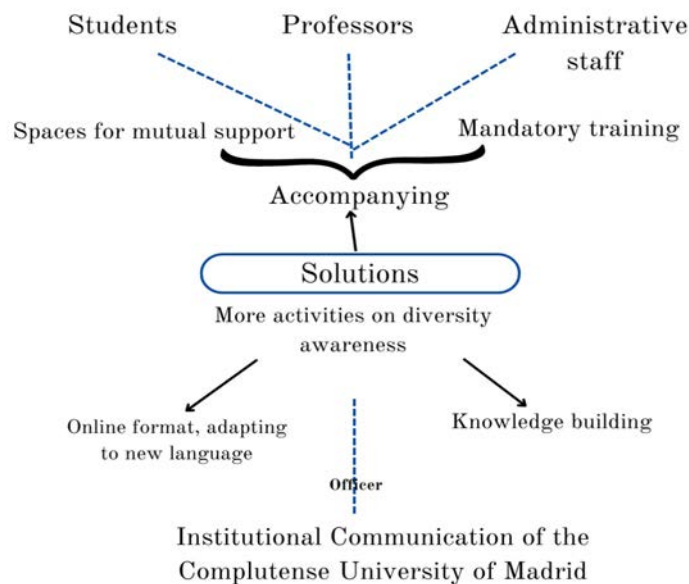 Students
Professors
Administrative
staff
Spaces for mutual support
Mandatory training
Accompanying
Solutions
More activities on diversity
awareness
Online format, adapting
to new language
Knowledge building
Officer
Institutional Communication of the
Complutense University of Madrid